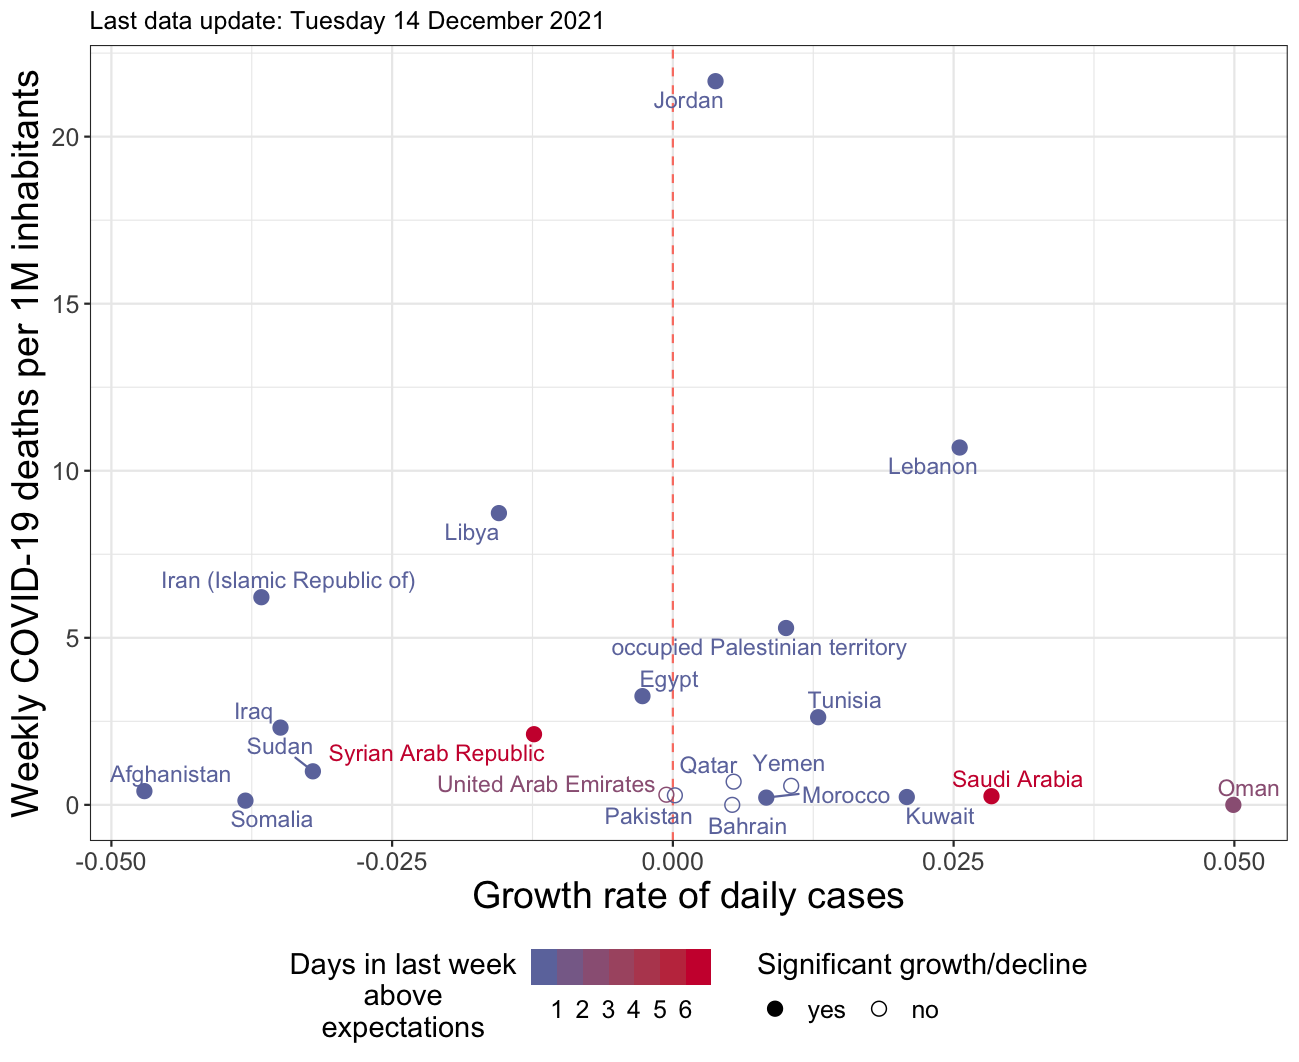 Last data update: Tuesday 14 December 2021
Weekly COVID-19 deaths per 1M inhabitants
20
15
10
5
0
Jordan
Lebanon
Libya
Iran (Islamic Republic of)
occupied Palestinian territory
Egypt
Tunisia
Iraq
Sudan
Syrian Arab Republic
Afghanistan
Somalia
United Arab Emirates
Pakistan
Qatar
Yemen
Morocco
Bahrain
Kuwait
Saudi Arabia
Oman
-0.050
-0.025
0.000
0.025
0.050
Growth rate of daily cases
Days in last week
above
expectations
1 2 3 4 5 6
Significant growth/decline
yes no